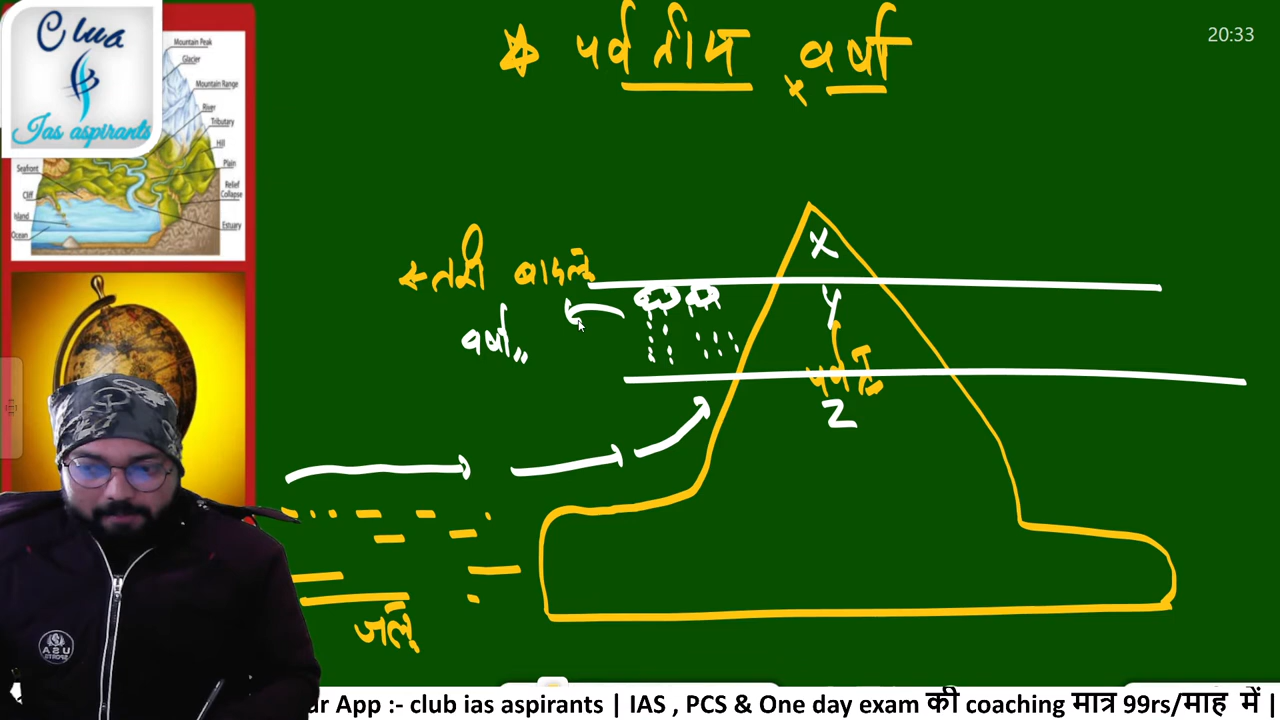 Clua
Ias aspirants
Mountain Peak
Glacier
Mountain Range
River
Tributary
Hill
Plain
Relief
Collapse
Estuary
Seafont
Cliff
Island
Ocean
20:33
पर्वतीय वर्षा
स्तरी बादल
वर्षा
X
Y
पर्वत
Z
जल
USA
ur App :- club ias aspirants | IAS , PCS & One day exam की coaching मात्र 99rs/माह में |